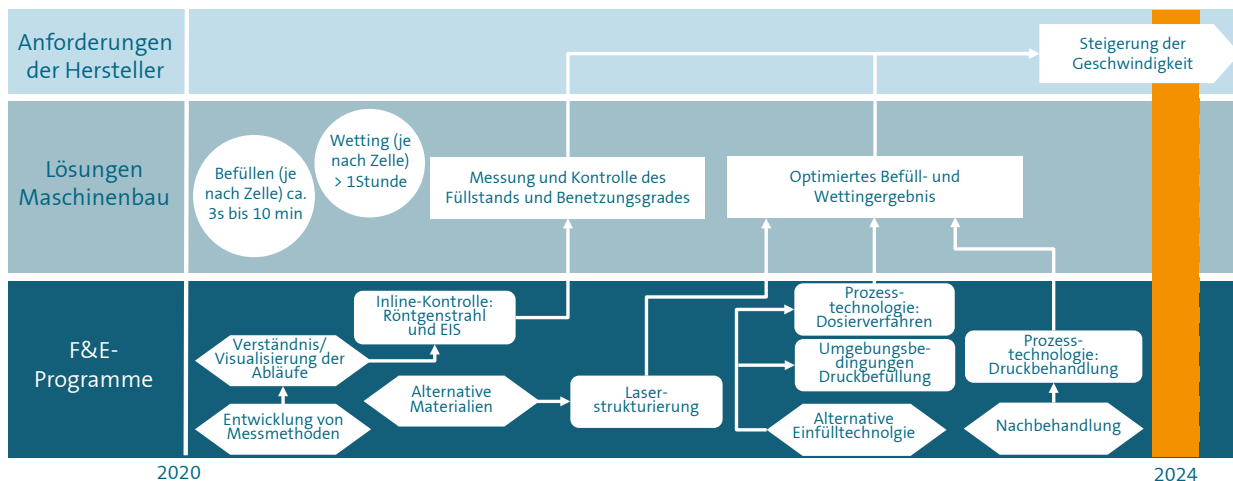 Anforderungen
der Hersteller
Steigerung der
Geschwindigkeit
Lösungen
Maschinenbau
Befüllen (je
nach Zelle) ca.
3s bis 10 min
Wetting (je
nach Zelle)
> 1Stunde
Messung und Kontrolle des
Füllstands und Benetzungsgrades
Optimiertes Befüll- und
Wettingergebnis
F&E-
Programme
Inline-Kontrolle:
Röntgenstrahl
und EIS
Verständnis/
Visualisierung der
Abläufe
Entwicklung von
Messmethoden
Alternative
Materialien
Laser-
strukturierung
Prozess-
technologie:
Dosierverfahren
Umgebungsbe-
dingungen
Druckbefüllung
Alternative
Einfülltechnolgie
Prozess-
technologie:
Druckbehandlung
Nachbehandlung
2020
2024